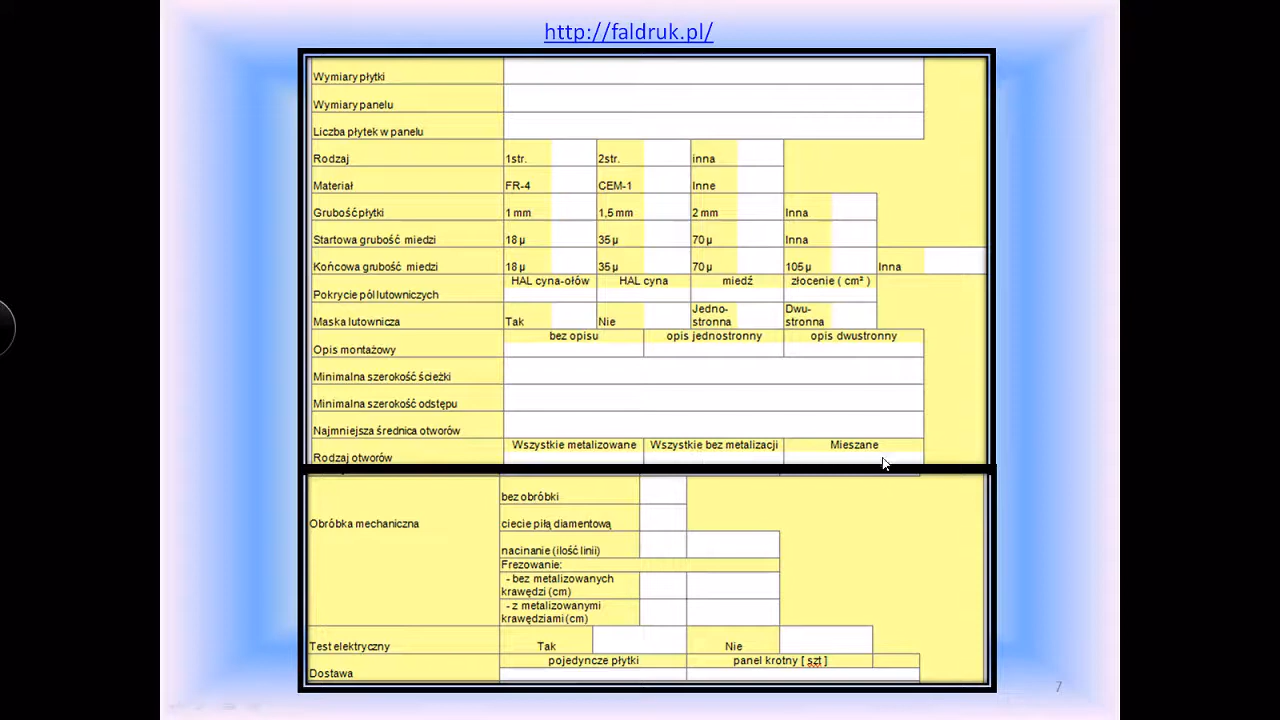 http://faldruk.pl/
Wymiary płytki
Wymiary panelu
Liczba płytek w panelu
Rodzaj 1str. 2str. inna
Materiał FR-4 CEM-1 Inne
Grubość płytki 1 mm 1,5 mm 2 mm Inna
Startowa grubość miedzi 18 µ 35 µ 70 µ Inna
Końcowa grubość miedzi 18 µ 35 µ 70 µ 105 µ Inna
HAL cyna-ołów HAL cyna miedź złocenie ( cm² )
Pokrycie pól lutowniczych
Maska lutownicza Tak Nie Jedno-stronna Dwu-stronna
bez opisu opis jednostronny opis dwustronny
Opis montażowy
Minimalna szerokość ścieżki
Minimalna szerokość odstępu
Najmniejsza średnica otworów
Wszystkie metalizowane Wszystkie bez metalizacji Mieszane
Rodzaj otworów
bez obróbki
Obróbka mechaniczna ciecie piłą diamentową
nacinanie (ilość linii)
Frezowanie:
- bez metalizowanych
krawędzi (cm)
- z metalizowanymi
krawędziami (cm)
Test elektryczny Tak Nie
pojedyncze płytki panel krotny [ szt ]
Dostawa
7